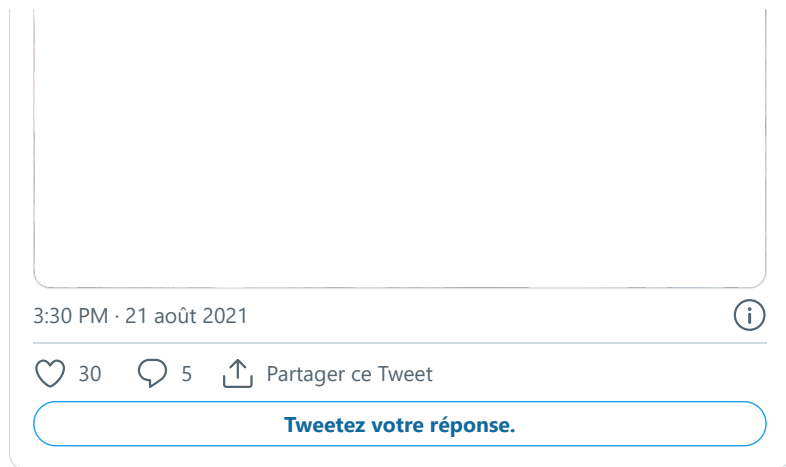 3:30 PM · 21 août 2021
30 5 Partager ce Tweet
Tweetez votre réponse.